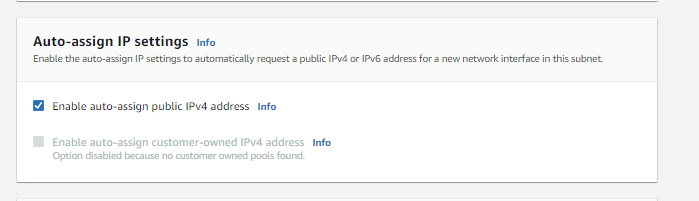 Auto-assign IP settings Info
Enable the auto-assign IP settings to automatically request a public IPv4 or IPv6 address for a new network interface in this subnet.
Enable auto-assign public IPv4 address Info
Enable auto-assign customer-owned IPv4 address Info
Option disabled because no customer owned pools found.